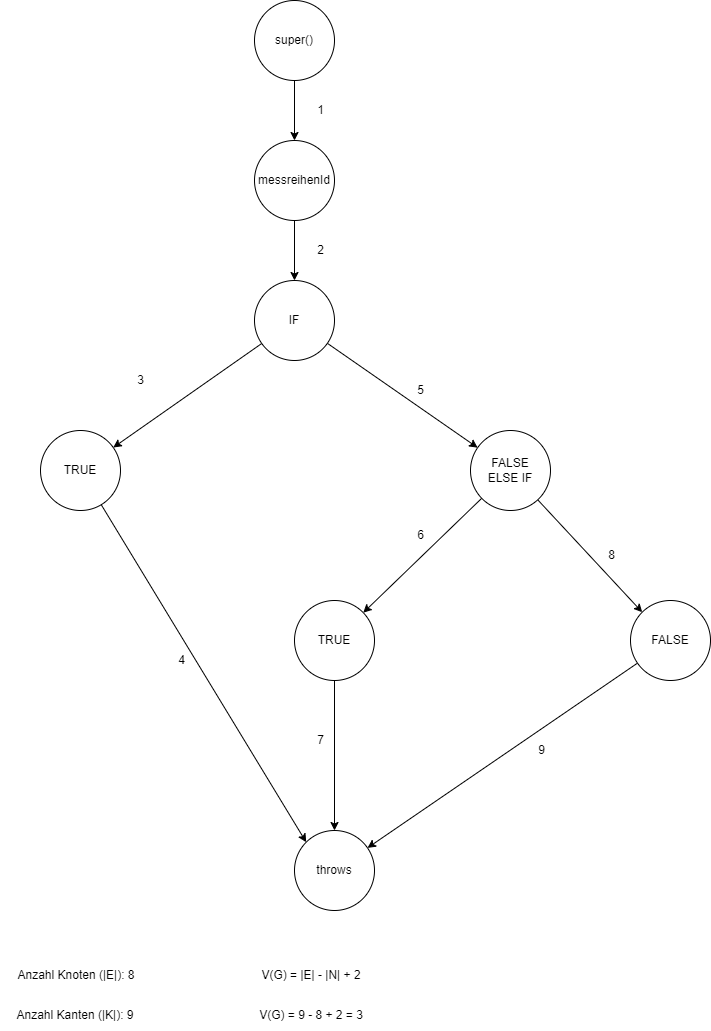 super()
1
messreihenId
2
IF
3
5
TRUE
FALSE
ELSE IF
6
8
TRUE
FALSE
4
7
9
throws
Anzahl Knoten (|E|): 8
V(G) = |E| - |N| + 2
Anzahl Kanten (|K|): 9
V(G) = 9 - 8 + 2 = 3